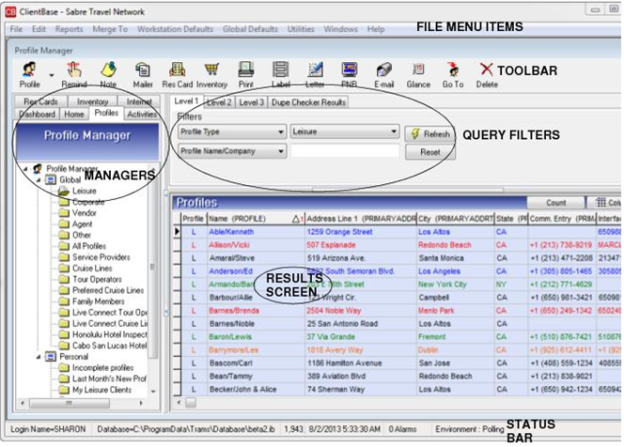 ClientBase - Sabre Travel Network
File Edit Reports Merge To Workstation Defaults Global Defaults Utilities Windows Help FILE MENU ITEMS
Profile Manager
Profile Remind Note Mailer Res Card Inventory Print Label Letter PNR E-mail Glance Go To Delete TOOLBAR
Res Cards Inventory Internet
Dashboard Home Profiles Activities
Level 1 Level 2 Level 3 Dupe Checker Results
Filters
Profile Type Leisure Refresh
Profile Name/Company Reset
QUERY FILTERS
Profile Manager
MANAGERS
Profile Manager
Global
Leisure
Corporate
Vendor
Agent
Other
All Profiles
Service Providers
Cruise Lines
Tour Operators
Preferred Cruise Lines
Family Members
Live Connect Tour Ope
Live Connect Cruise Li
Honolulu Hotel Inspect
Cabo San Lucas Hotel
Personal
Incomplete profiles
Last Month's New Prof
My Leisure Clients
Profiles Count Colu
Profile Name (PROFILE) Address Line 1 (PRIMARYADDR City (PRIMARYADDRT State (PR Comm. Entry (PRIMA Interfac
L Able/Kenneth 1259 Orange Street Los Altos CA 650988
L Allison/Vicki 507 Esplanade Redondo Beach CA +1 (213) 738-9219 MARCL
L Amaral/Steve 519 Arizona Ave. Santa Monica CA +1 (213) 471-2208 213471
L Anderson/Ed South Semoran Blvd. Los Angeles CA +1 (305) 805-1465 305805
L Armando/Bar Street New York City NY +1 (212) 771-4629
L Barbour/Allie Wright Cir. Campbell CA +1 (650) 981-3421 650981
L Barnes/Brenda 2504 Noble Way Menlo Park CA +1 (650) 249-1342 650249
L Barnes/Noble 25 San Antonio Road Los Altos CA
L Baron/Lewis 37 Via Grande Fremont CA +1 (510) 876-7421 510876
L Barrymore/Lex 1818 Avery Way Dublin CA +1 (925) 612-4411 +1 (925
L Bascom/Carl 1186 Hamilton Avenue San Jose CA +1 (408) 559-1234 408559
L Bean/Tammy 389 Aviation Blvd Redondo Beach CA +1 (213) 838-9021
L Becker/John & Alice 74 Sherman Way Los Altos CA +1 (650) 942-1234 650942
RESULTS
SCREEN
Login Name=SHARON Database=C:\ProgramData\Trams\Database\beta2.ib 1,943 8/2/2013 5:33:30 AM 0 Alarms Environment : Polling
STATUS
BAR